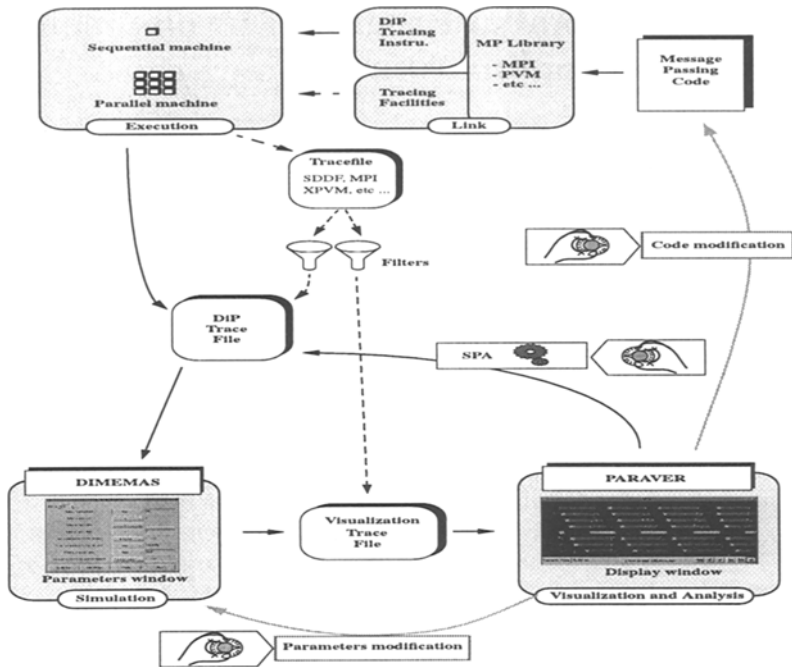 Sequential machine
Parallel machine
Execution
DiP
Tracing
Instru.
Tracing
Facilities
MP Library
- MPI
- PVM
- etc ...
Link
Message
Passing
Code
Tracefile
SDDF, MPI
XPVM, etc ...
Filters
Code modification
DiP
Trace
File
SPA
DIMEMAS
Parameters window
Simulation
Visualization
Trace
File
PARAVER
Display window
Visualization and Analysis
Parameters modification